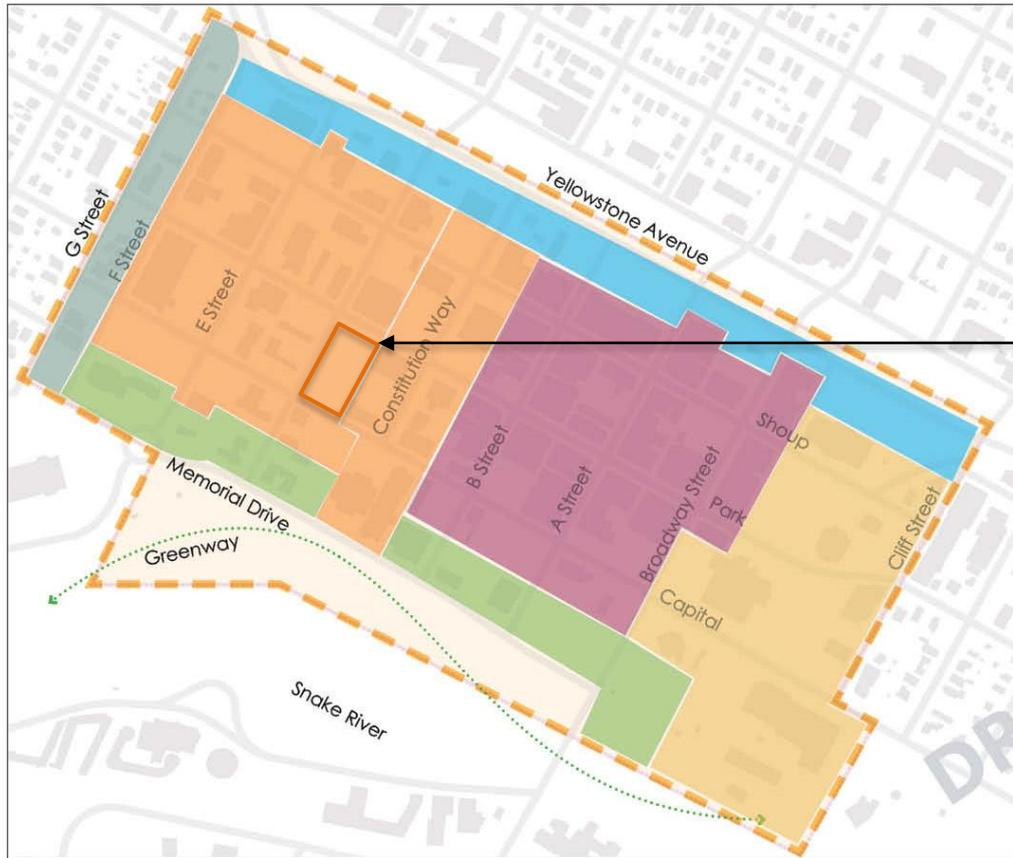 Yellowstone Avenue
G Street
F Street
E Street
Constitution Way
B Street
A Street
Broadway Street
Shoup
Park
Cliff Street
Capital
Memorial Drive
Greenway
Snake River
DR